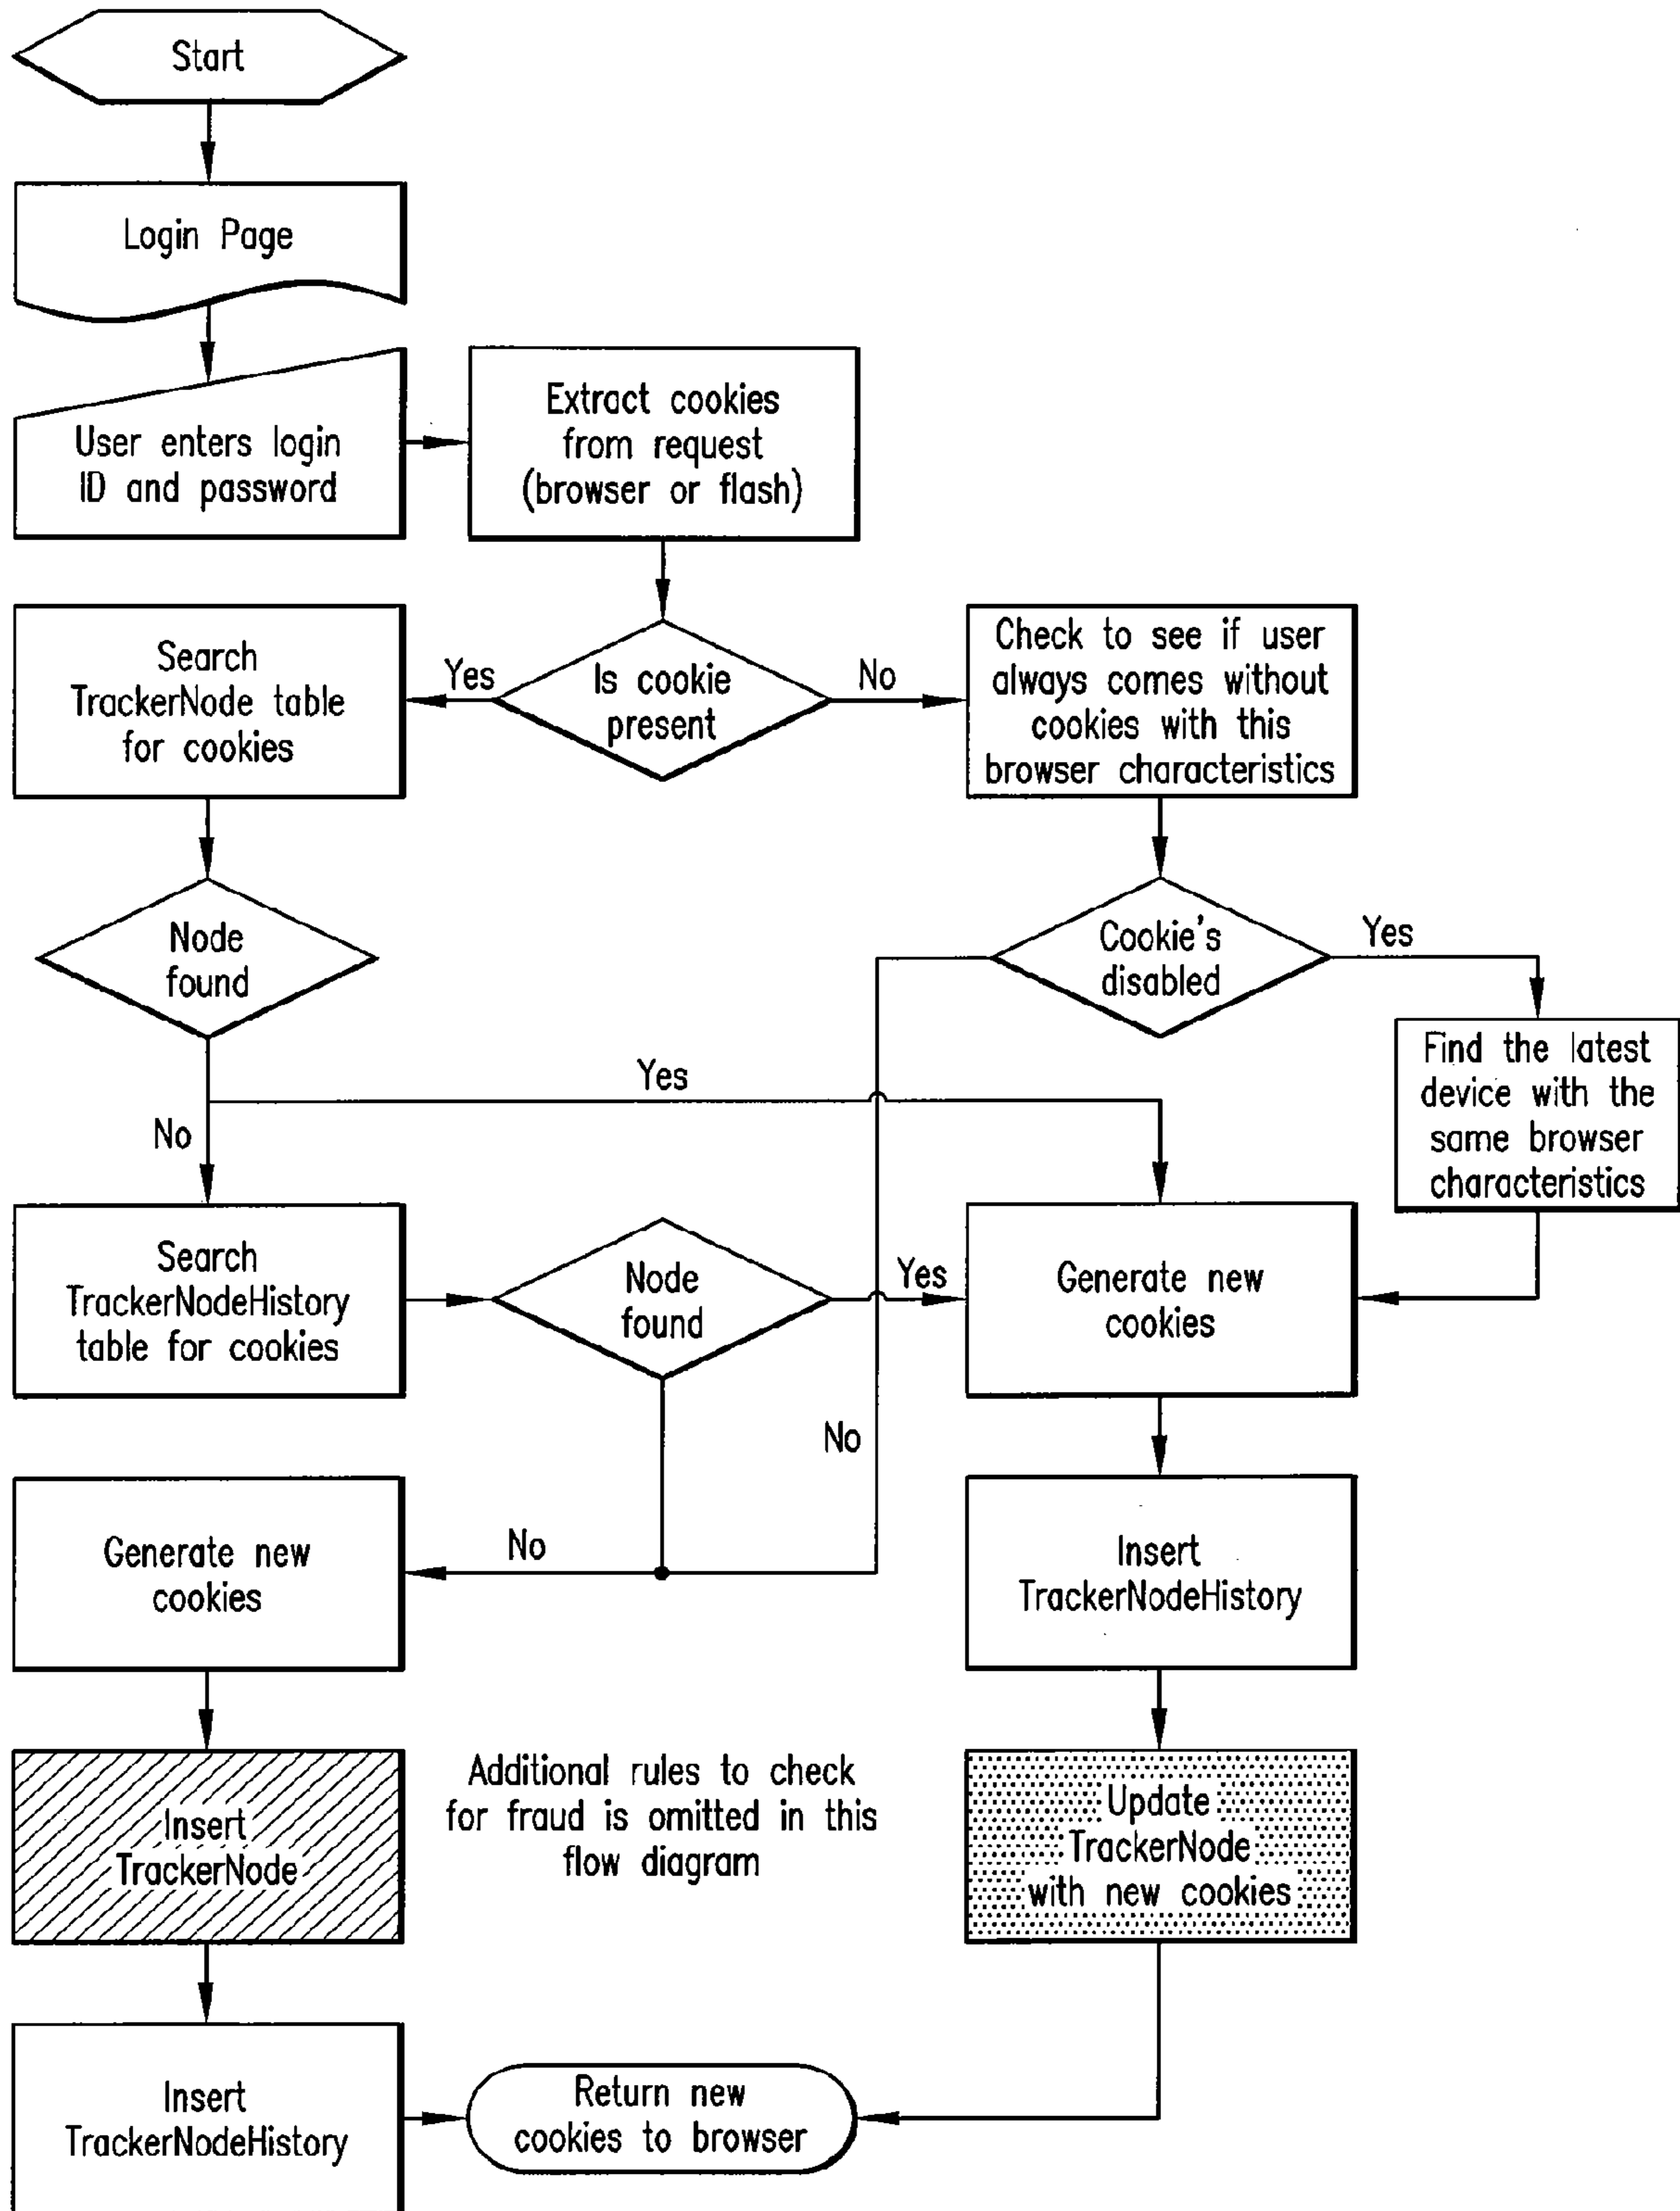 Start
Login Page
User enters login
ID and password
Extract cookies
from request
(browser or flash)
Search
TrackerNode table
for cookies
Yes
Is cookie
present
No
Check to see if user
always comes without
cookies with this
browser characteristics
Node
found
Cookie's
disabled
Yes
Find the latest
device with the
same browser
characteristics
Yes
No
Search
TrackerNodeHistory
table for cookies
Node
found
Yes
Generate new
cookies
No
Generate new
cookies
No
Insert
TrackerNodeHistory
Insert
TrackerNode
Additional rules to check
for fraud is omitted in this
flow diagram
Update
TrackerNode
with new cookies
Insert
TrackerNodeHistory
Return new
cookies to browser